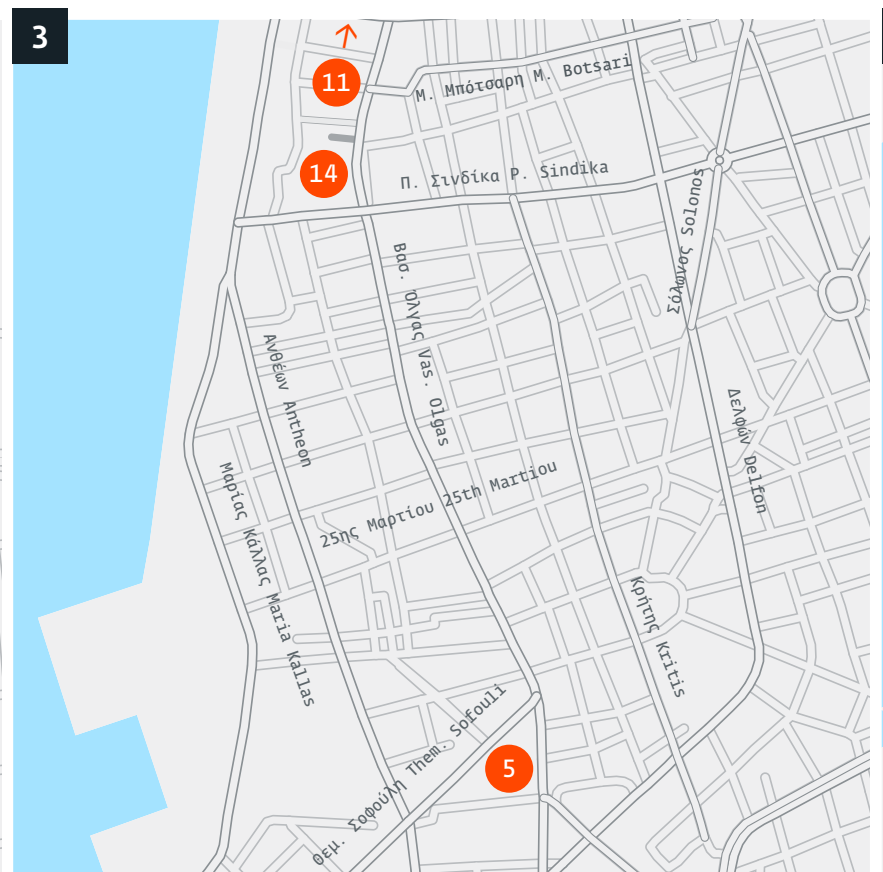 3
11
Μ. Μπότσαρη M. Botsari
14
Π. Σινδίκα P. Sindika
Σόλωνος Solonos
Βασ. Όλγας Vas. Olgas
Ανθέων Antheon
Δελφών Delfon
Μαρίας Κάλλας Maria Kallas
25ης Μαρτίου 25th Martiou
Κρήτης Kritis
Θεμ. Σοφούλη Them. Sofouli
5